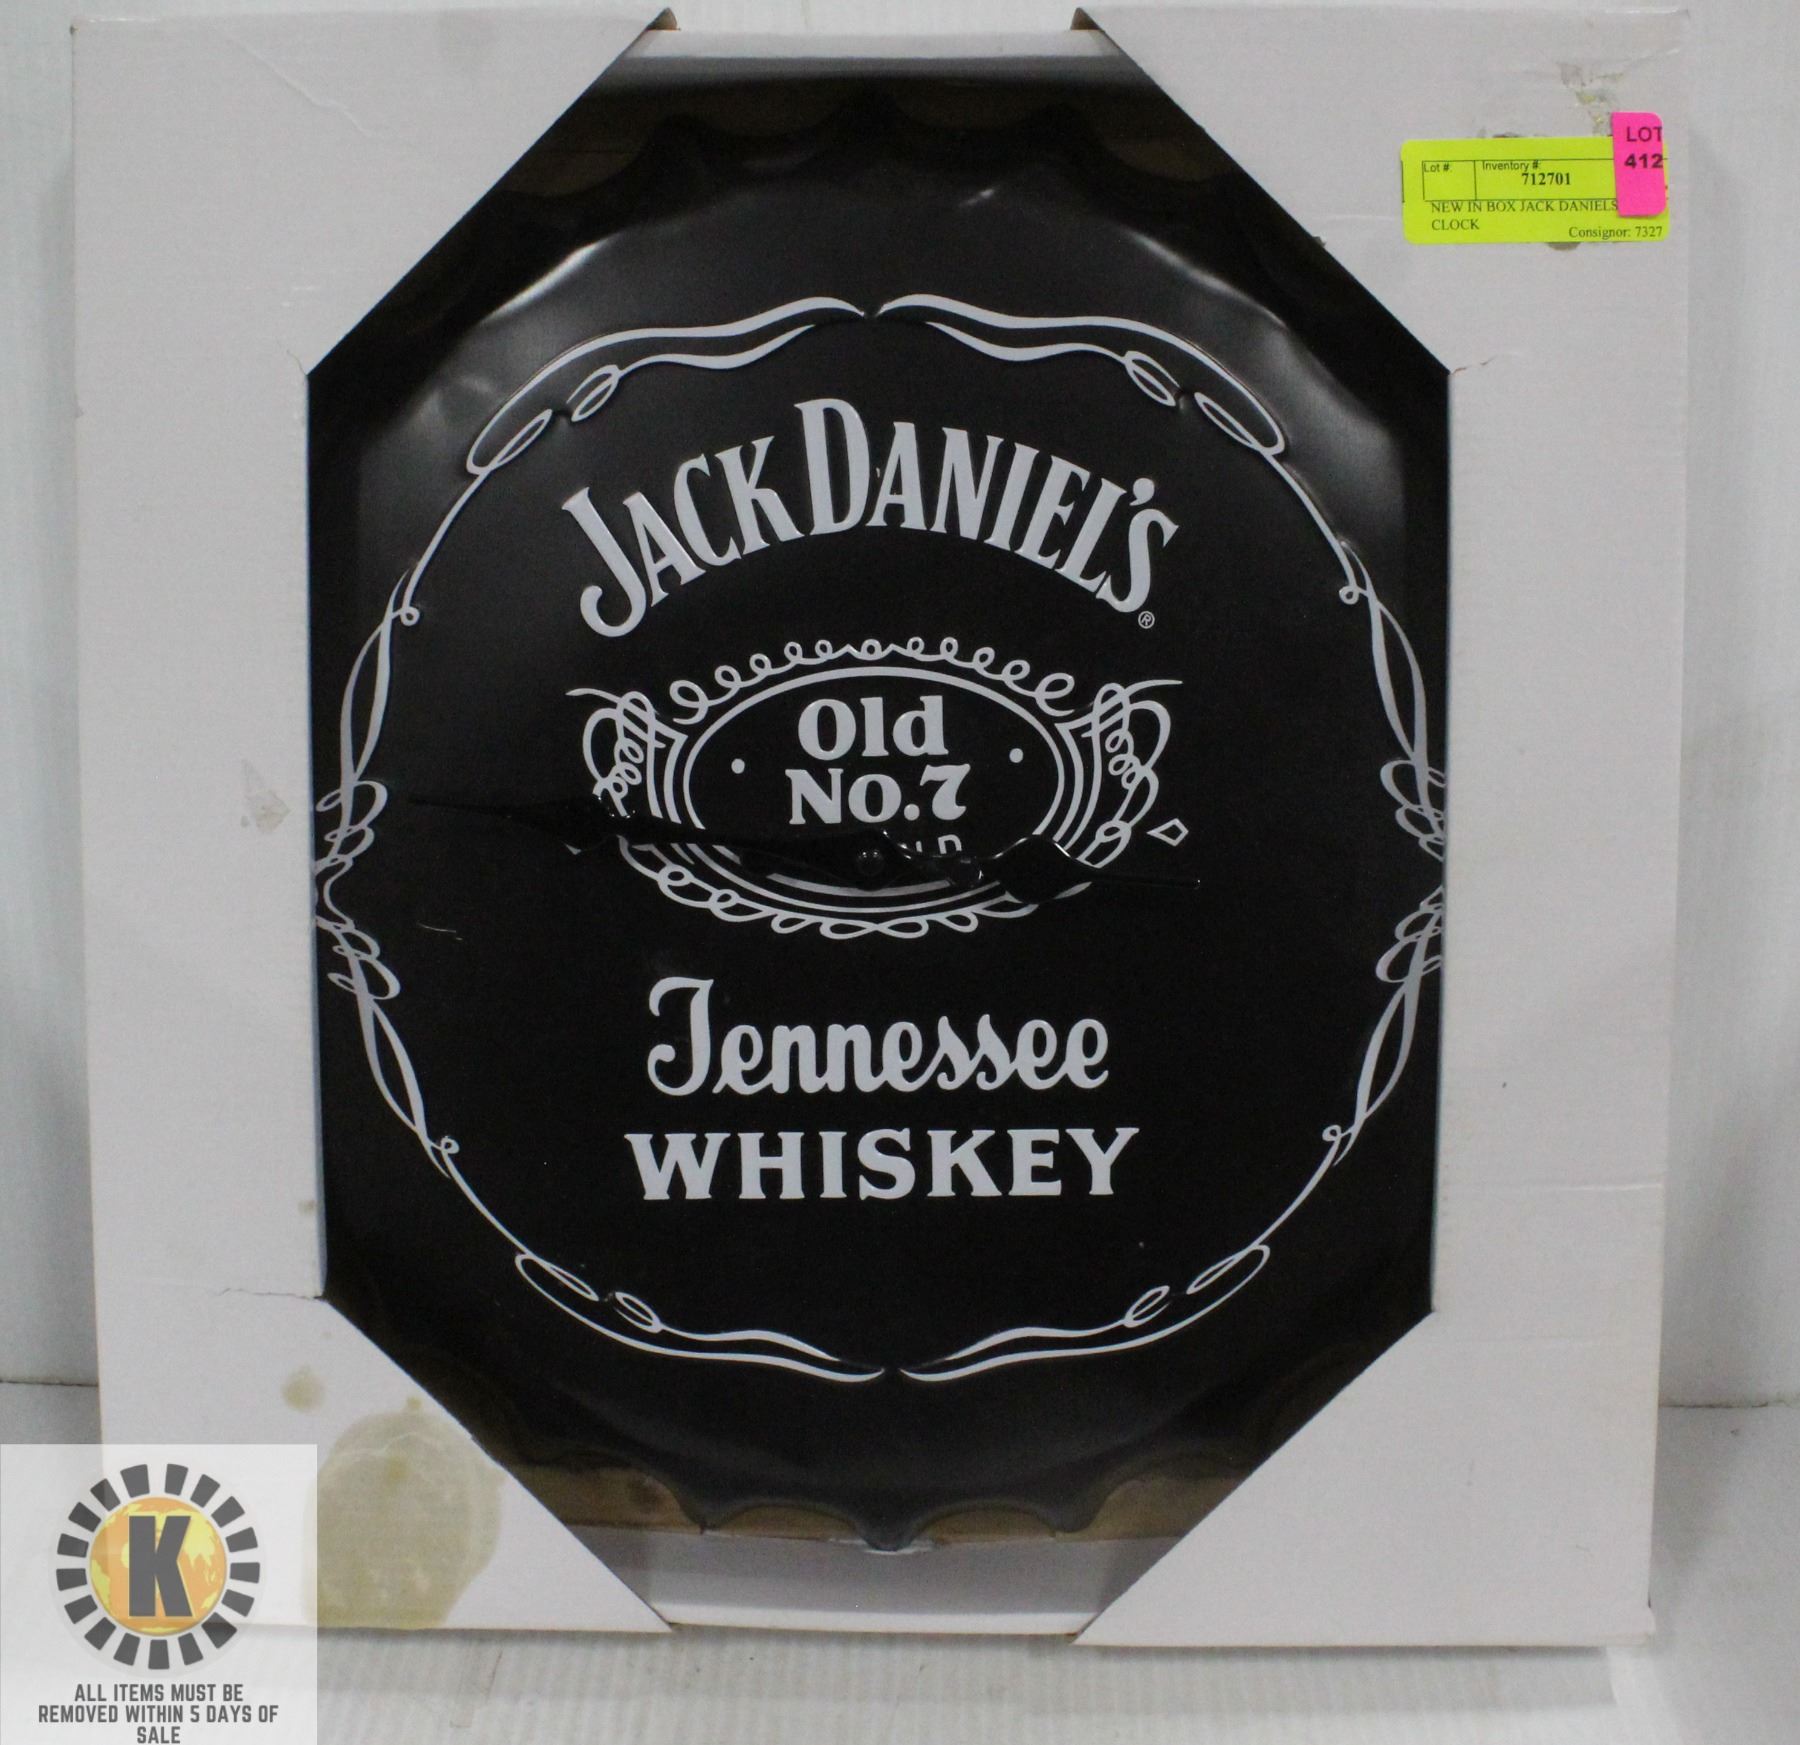 LOT
412
Lot #:
Inventory #:
712701
NEW IN BOX JACK DANIELS
CLOCK
Consignor: 7327
JACK DANIEL'S
®
Old
No.7
Tennessee
WHISKEY
K
ALL ITEMS MUST BE
REMOVED WITHIN 5 DAYS OF
SALE